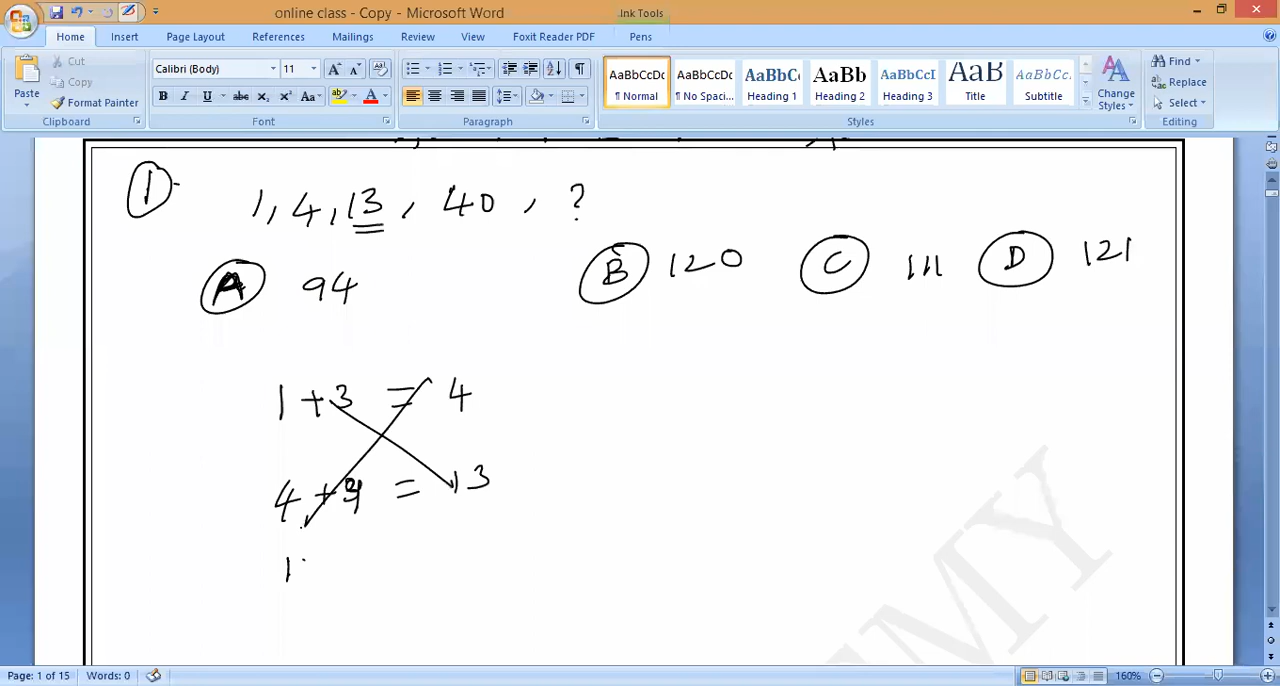 online class - Copy - Microsoft Word
Ink Tools
Home Insert Page Layout References Mailings Review View Foxit Reader PDF Pens
Cut
Copy
Format Painter
Paste
Clipboard
Calibri (Body) 11
Font
Paragraph
AaBbCcDc AaBbCcDc AaBbC AaBb AaBbCcI AaB AaBbCc.
¶ Normal ¶ No Spaci... Heading 1 Heading 2 Heading 3 Title Subtitle
Change Styles
Styles
Find
Replace
Select
Editing
1 1, 4, 13, 40, ?
A 94 B 120 C 111 D 121
1 + 3 = 4
4 + 9 = 13
1
EMY
Page: 1 of 15 Words: 0 160%